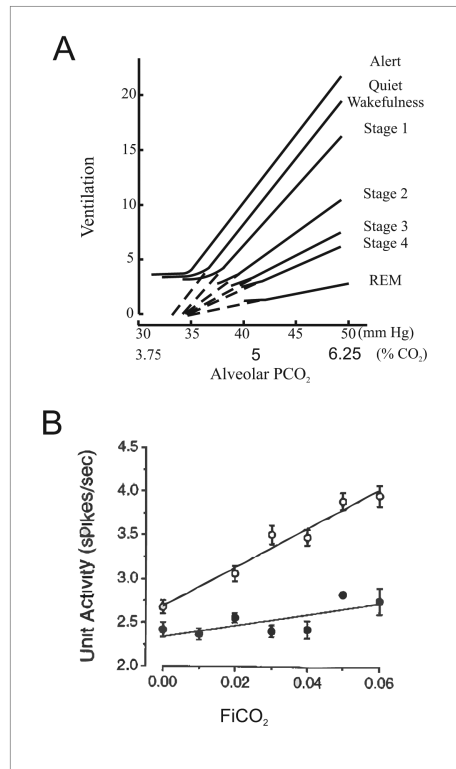 A
Alert
Quiet
Wakefulness
Stage 1
Stage 2
Stage 3
Stage 4
REM
Ventilation
20
15
10
5
0
30 35 40 45 50 (mm Hg)
3.75 5 6.25 (% CO₂)
Alveolar PCO₂
B
Unit Activity (spikes/sec)
4.5
4.0
3.5
3.0
2.5
2.0
0.00 0.02 0.04 0.06
FiCO₂